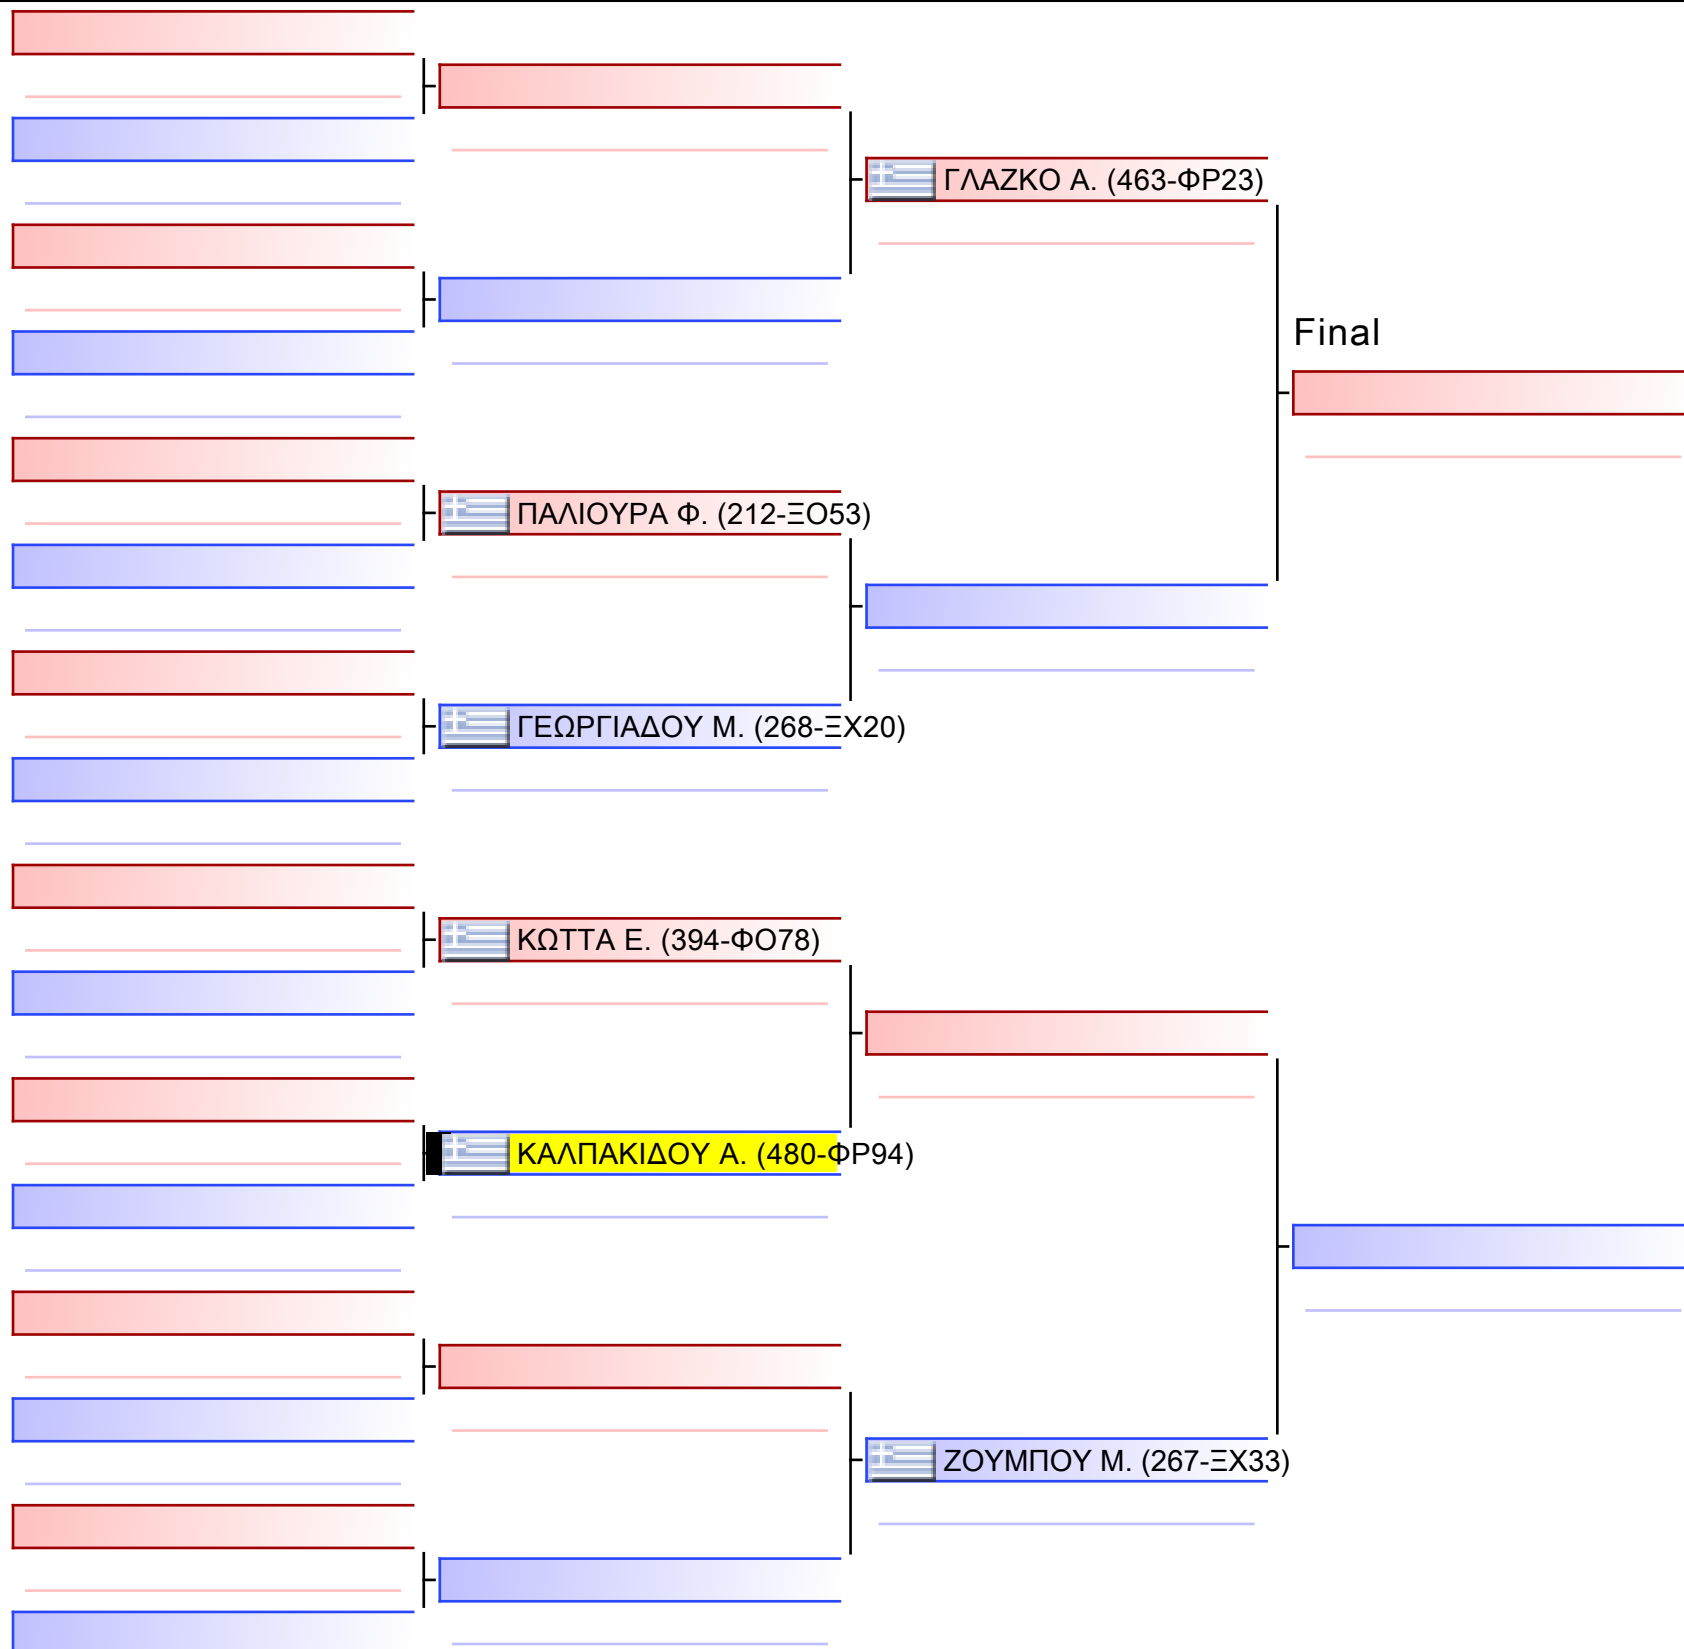 ΓΛΑΖΚΟ Α. (463-ΦΡ23)
Final
ΠΑΛΙΟΥΡΑ Φ. (212-ΞΟ53)
ΓΕΩΡΓΙΑΔΟΥ Μ. (268-ΞΧ20)
ΚΩΤΤΑ Ε. (394-ΦΟ78)
ΚΑΛΠΑΚΙΔΟΥ Α. (480-ΦΡ94)
ΖΟΥΜΠΟΥ Μ. (267-ΞΧ33)